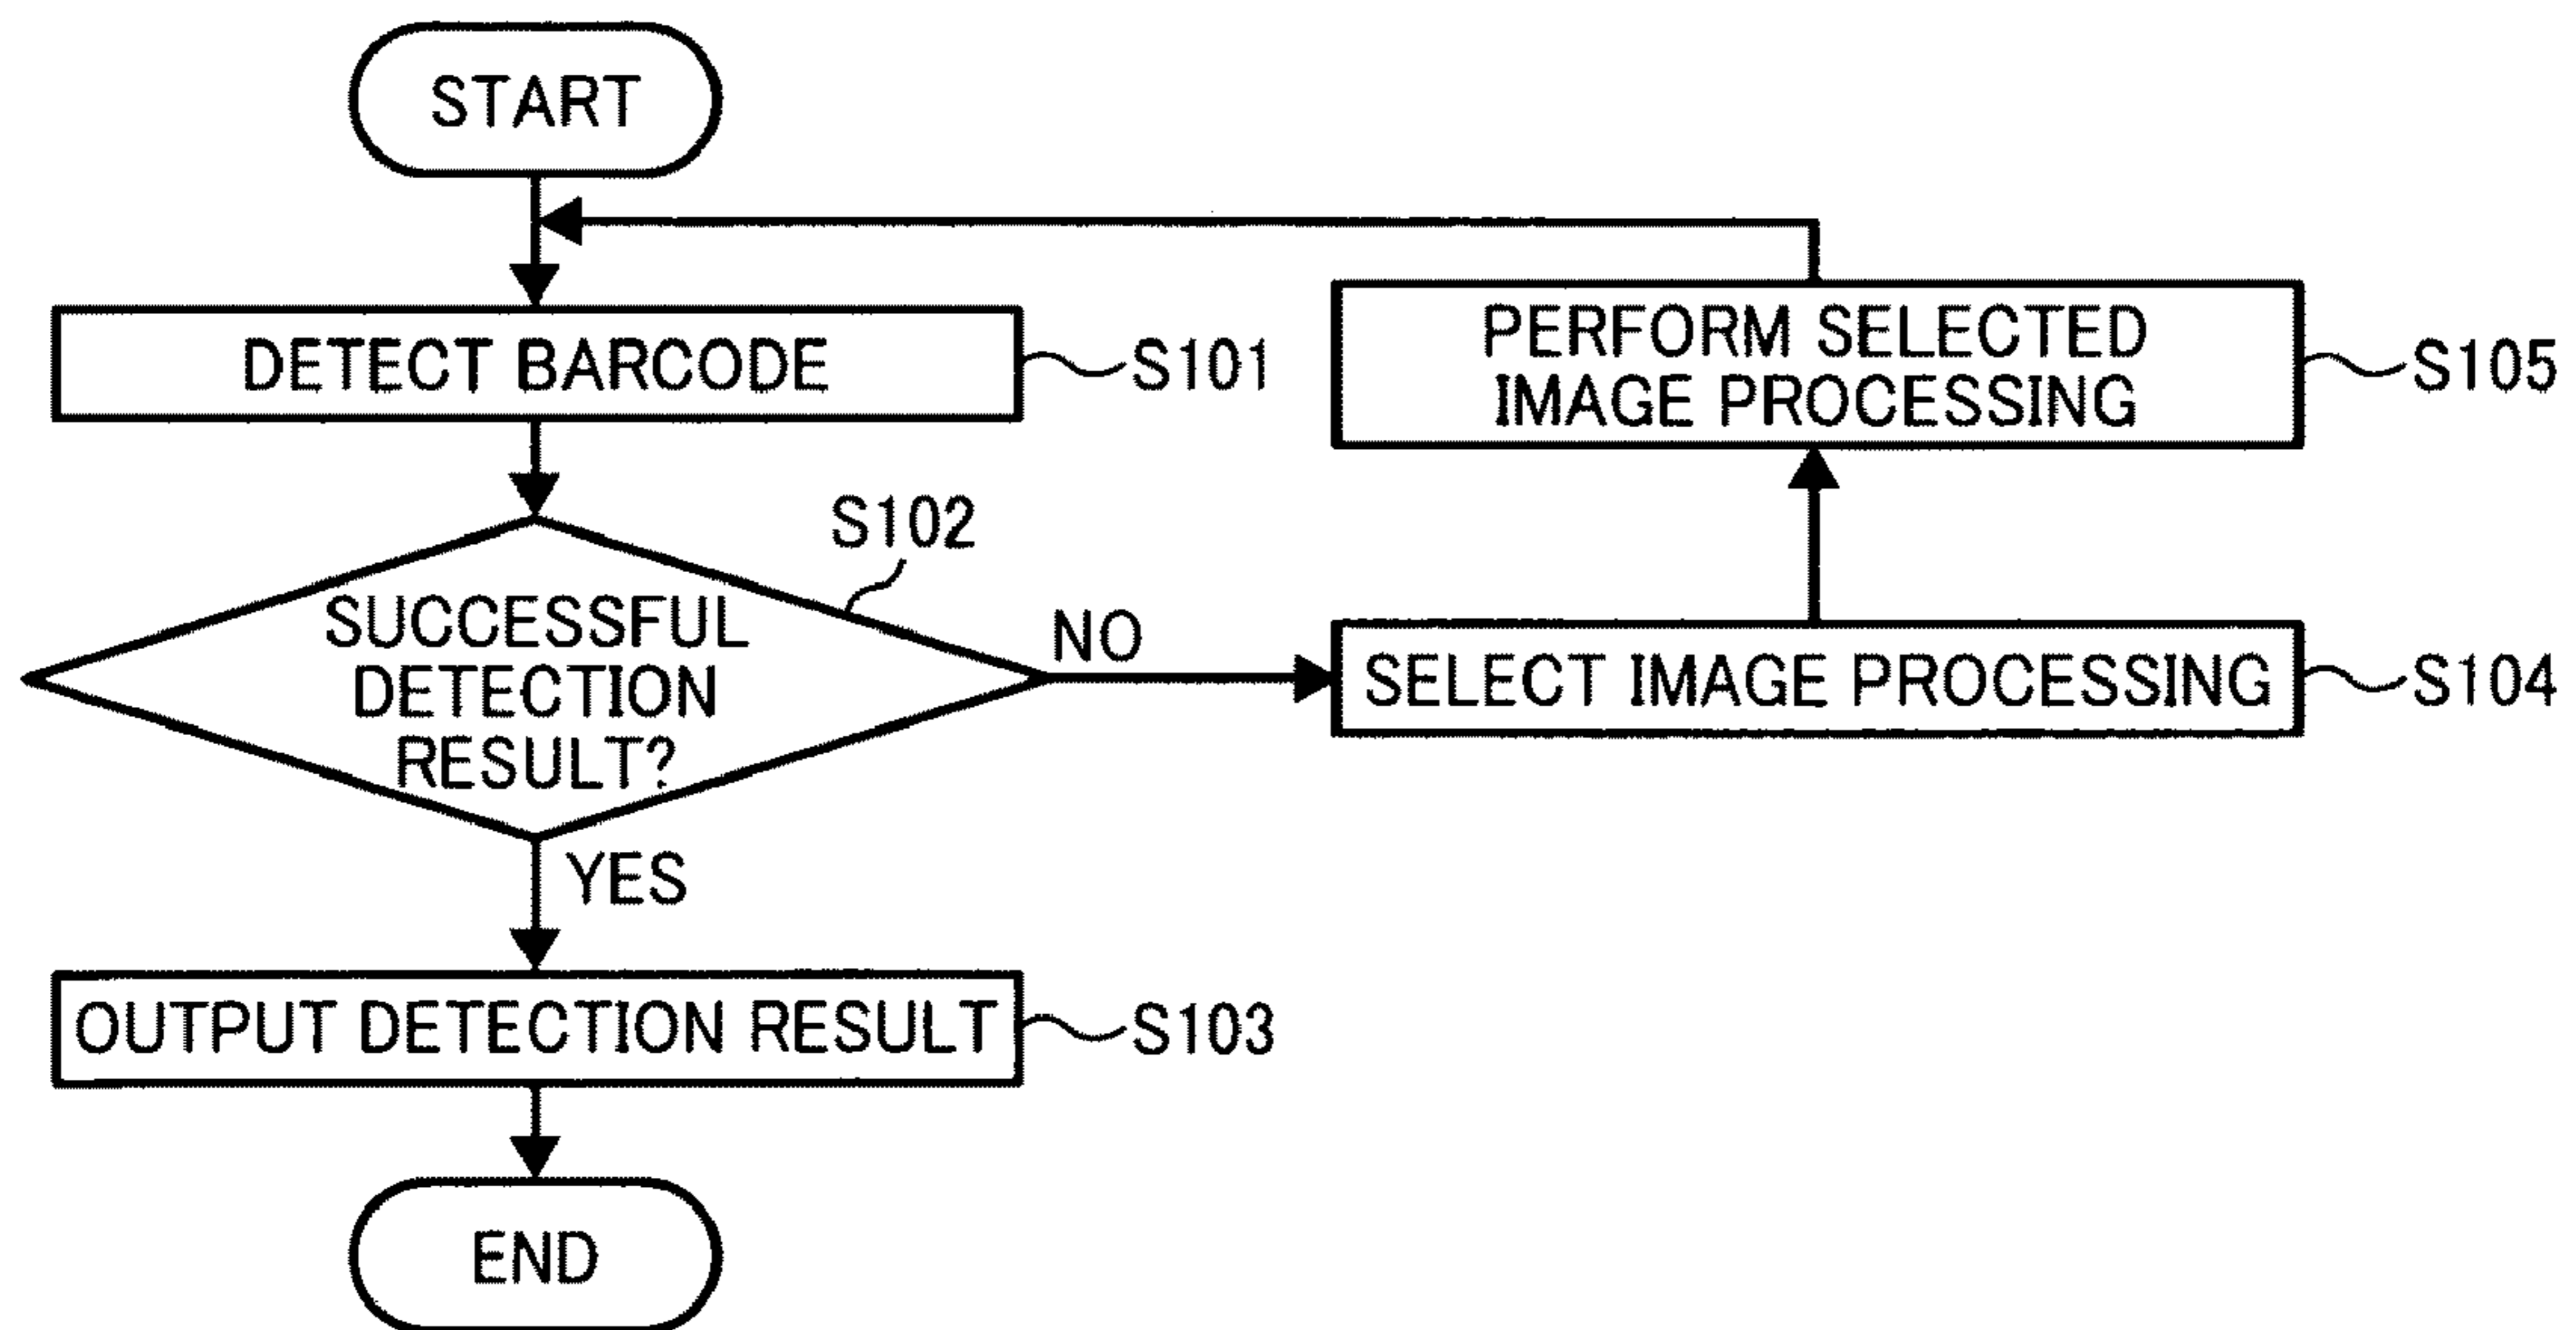 START
DETECT BARCODE
S101
S102
SUCCESSFUL
DETECTION
RESULT?
NO
YES
OUTPUT DETECTION RESULT
S103
END
SELECT IMAGE PROCESSING
S104
PERFORM SELECTED
IMAGE PROCESSING
S105